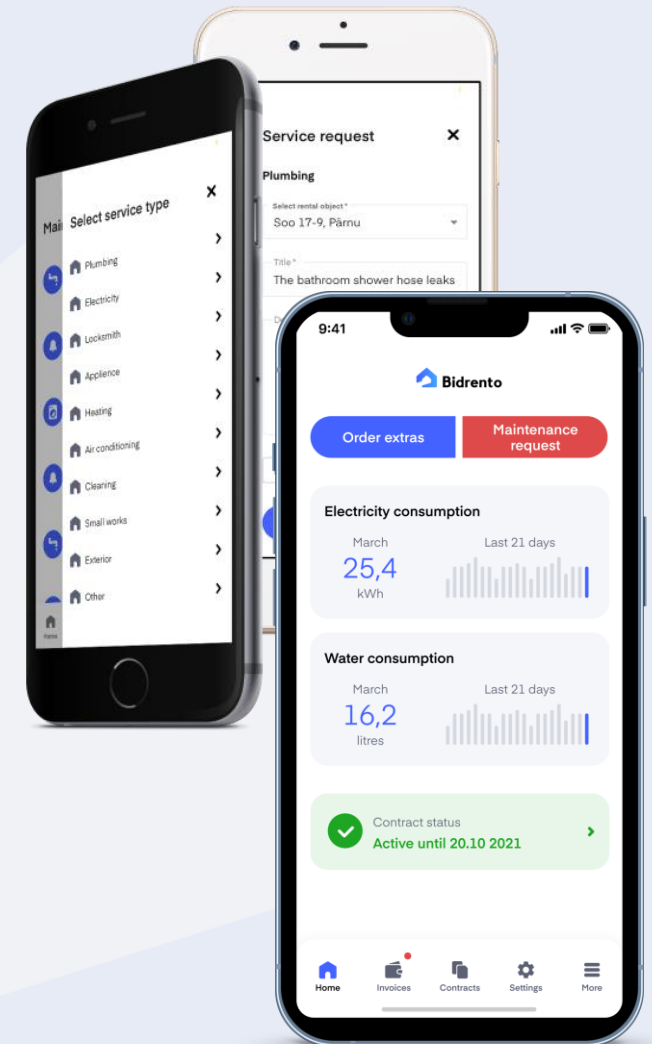 Mai
Select service type
Plumbing
Electricity
Locksmith
Applience
Heating
Air conditioning
Cleaning
Small works
Exterior
Other
Home
Service request
Plumbing
Select rental object*
Soo 17-9, Pärnu
Title*
The bathroom shower hose leaks
9:41
Bidrento
Order extras
Maintenance
request
Electricity consumption
March
Last 21 days
25,4
kWh
Water consumption
March
Last 21 days
16,2
litres
Contract status
Active until 20.10 2021
Home
Invoices
Contracts
Settings
More